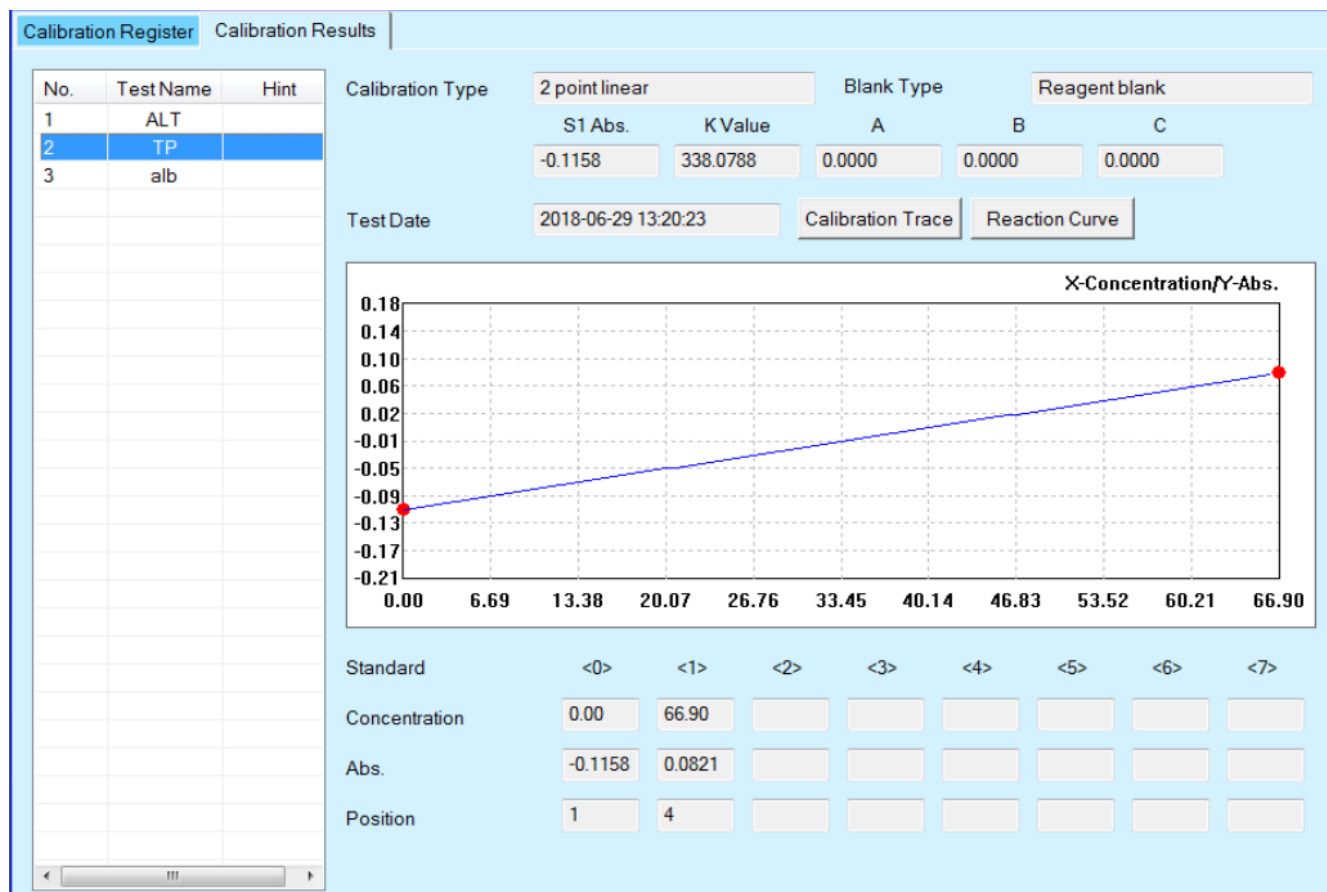 Calibration Register Calibration Results
No. Test Name Hint
1 ALT
2 TP
3 alb
Calibration Type 2 point linear Blank Type Reagent blank
S1 Abs. K Value A B C
-0.1158 338.0788 0.0000 0.0000 0.0000
Test Date 2018-06-29 13:20:23 Calibration Trace Reaction Curve
X-Concentration/Y-Abs.
0.18
0.14
0.10
0.06
0.02
-0.01
-0.05
-0.09
-0.13
-0.17
-0.21
0.00 6.69 13.38 20.07 26.76 33.45 40.14 46.83 53.52 60.21 66.90
Standard <0> <1> <2> <3> <4> <5> <6> <7>
Concentration 0.00 66.90
Abs. -0.1158 0.0821
Position 1 4